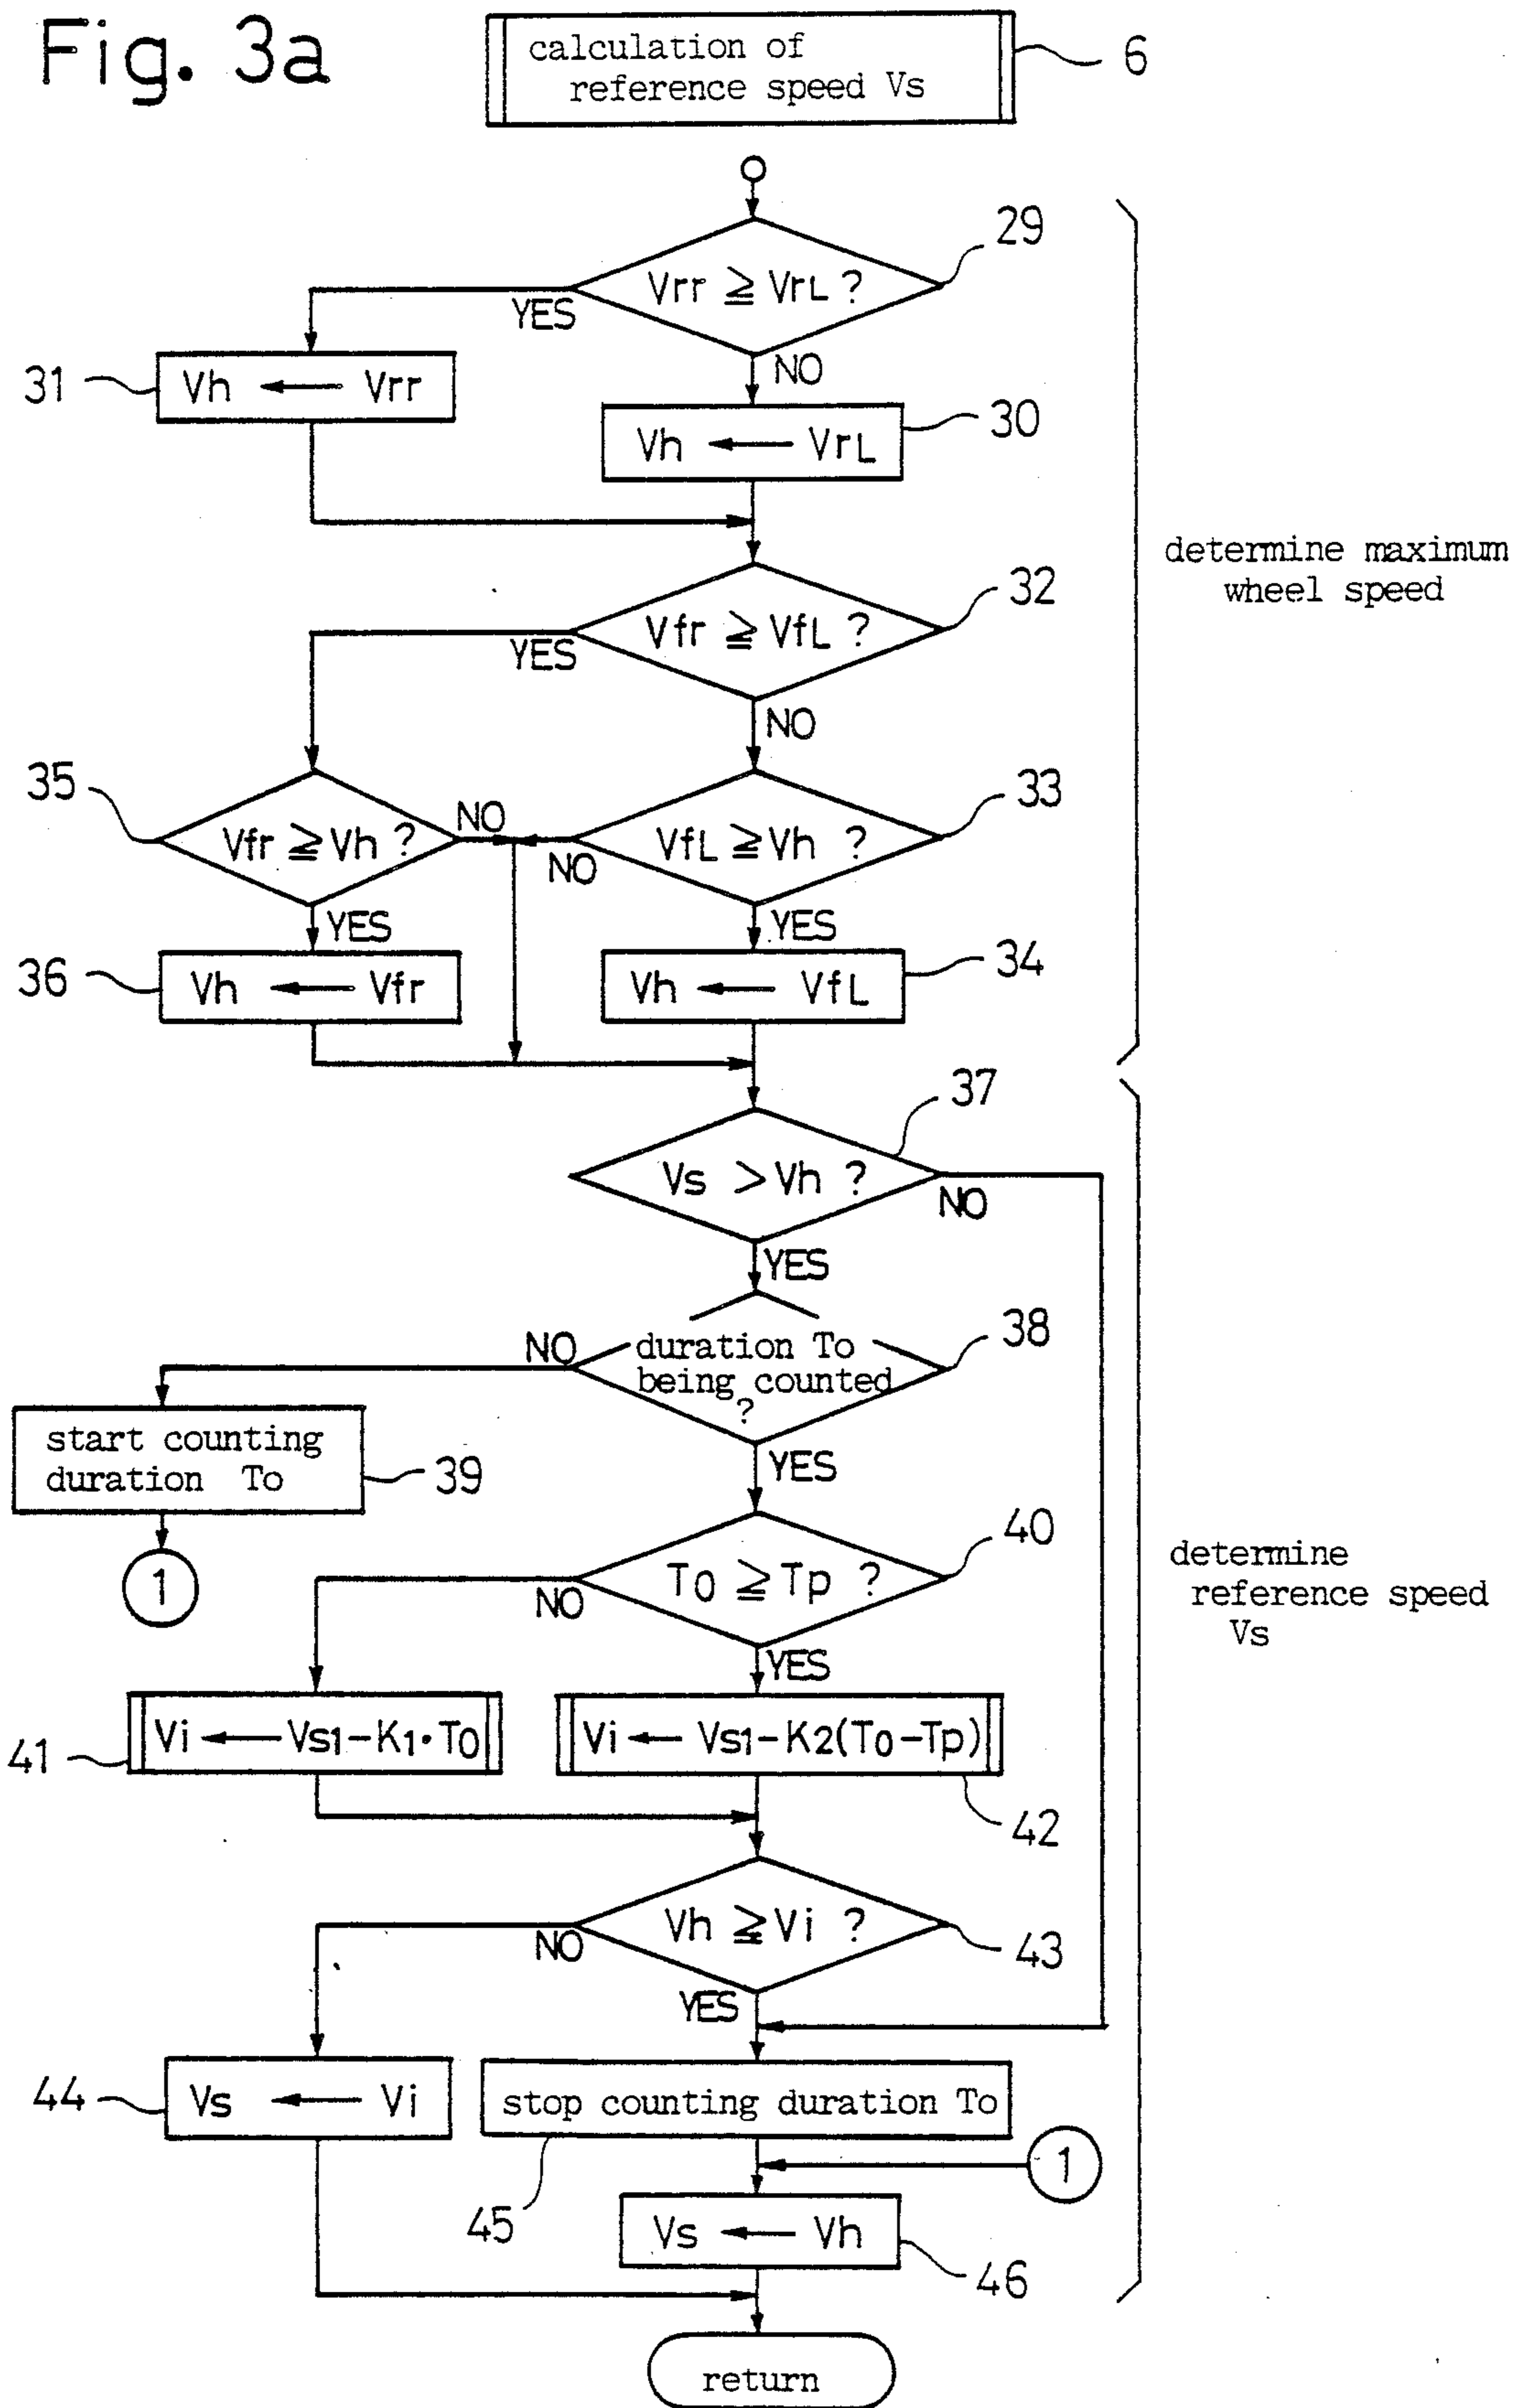 Fig. 3a
calculation of
reference speed Vs
6
29
Vrr ≧ VrL ?
YES
NO
31
Vh ← Vrr
30
Vh ← VrL
determine maximum
wheel speed
32
Vfr ≧ VfL ?
YES
NO
35
Vfr ≧ Vh ?
NO
33
VfL ≧ Vh ?
NO
YES
YES
36
Vh ← Vfr
34
Vh ← VfL
37
Vs > Vh ?
NO
YES
38
NO
duration To
being counted
?
start counting
duration To
39
YES
1
40
To ≧ Tp ?
NO
YES
determine
reference speed
Vs
41
Vi ← Vs1-K1·To
Vi ← Vs1-K2(To-Tp)
42
Vh ≧ Vi ?
NO
43
YES
44
Vs ← Vi
stop counting duration To
1
45
Vs ← Vh
46
return